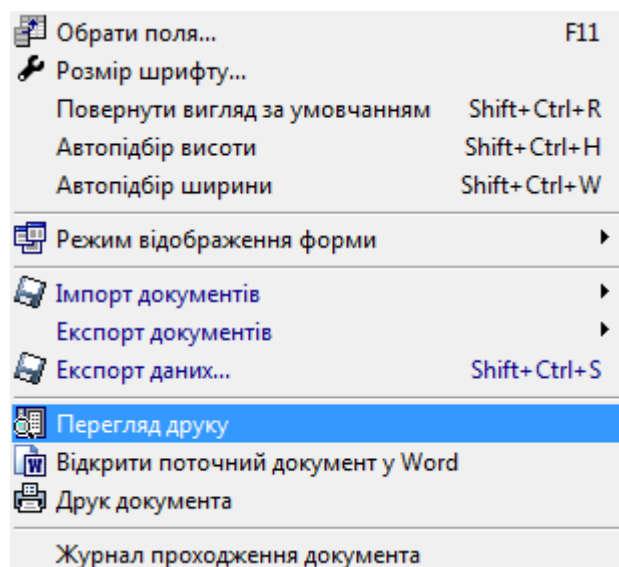 Обрати поля... F11
Розмір шрифту...
Повернути вигляд за умовчанням Shift+Ctrl+R
Автопідбір висоти Shift+Ctrl+H
Автопідбір ширини Shift+Ctrl+W
Режим відображення форми
Імпорт документів
Експорт документів
Експорт даних... Shift+Ctrl+S
Перегляд друку
Відкрити поточний документ у Word
Друк документа
Журнал проходження документа